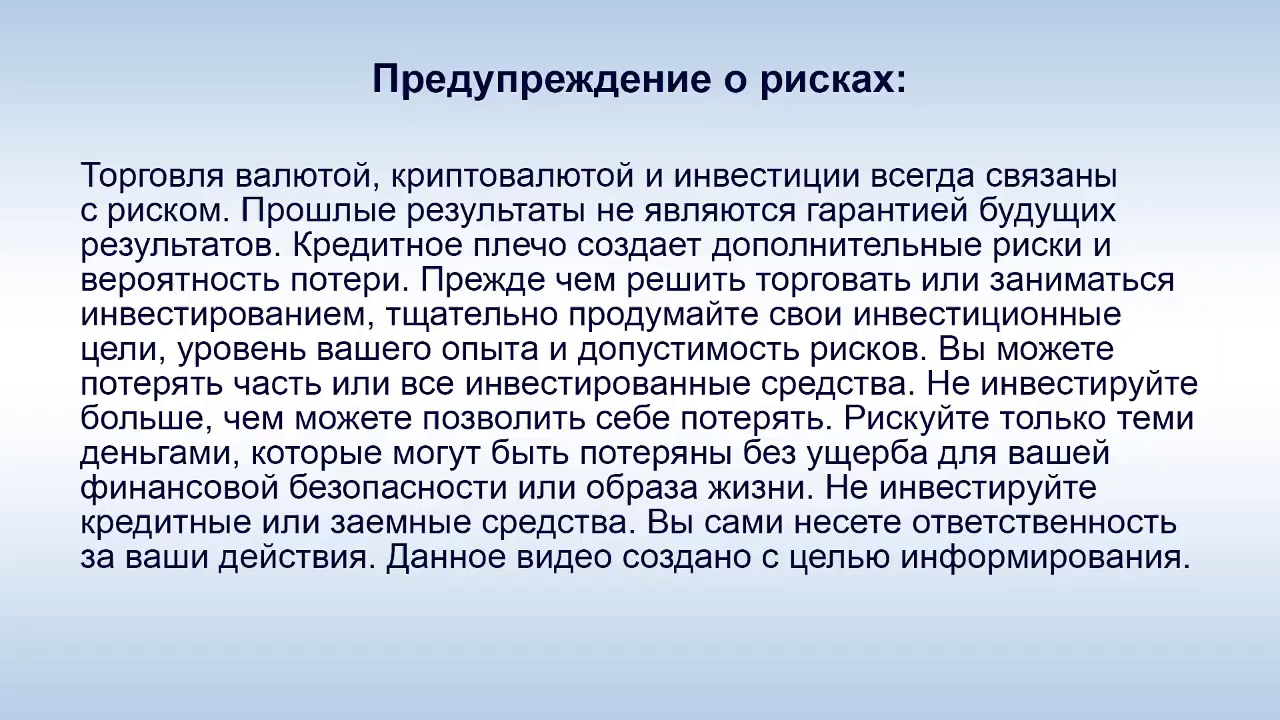 Предупреждение о рисках:
Торговля валютой, криптовалютой и инвестиции всегда связаны
с риском. Прошлые результаты не являются гарантией будущих
результатов. Кредитное плечо создает дополнительные риски и
вероятность потери. Прежде чем решить торговать или заниматься
инвестированием, тщательно продумайте свои инвестиционные
цели, уровень вашего опыта и допустимость рисков. Вы можете
потерять часть или все инвестированные средства. Не инвестируйте
больше, чем можете позволить себе потерять. Рискуйте только теми
деньгами, которые могут быть потеряны без ущерба для вашей
финансовой безопасности или образа жизни. Не инвестируйте
кредитные или заемные средства. Вы сами несете ответственность
за ваши действия. Данное видео создано с целью информирования.